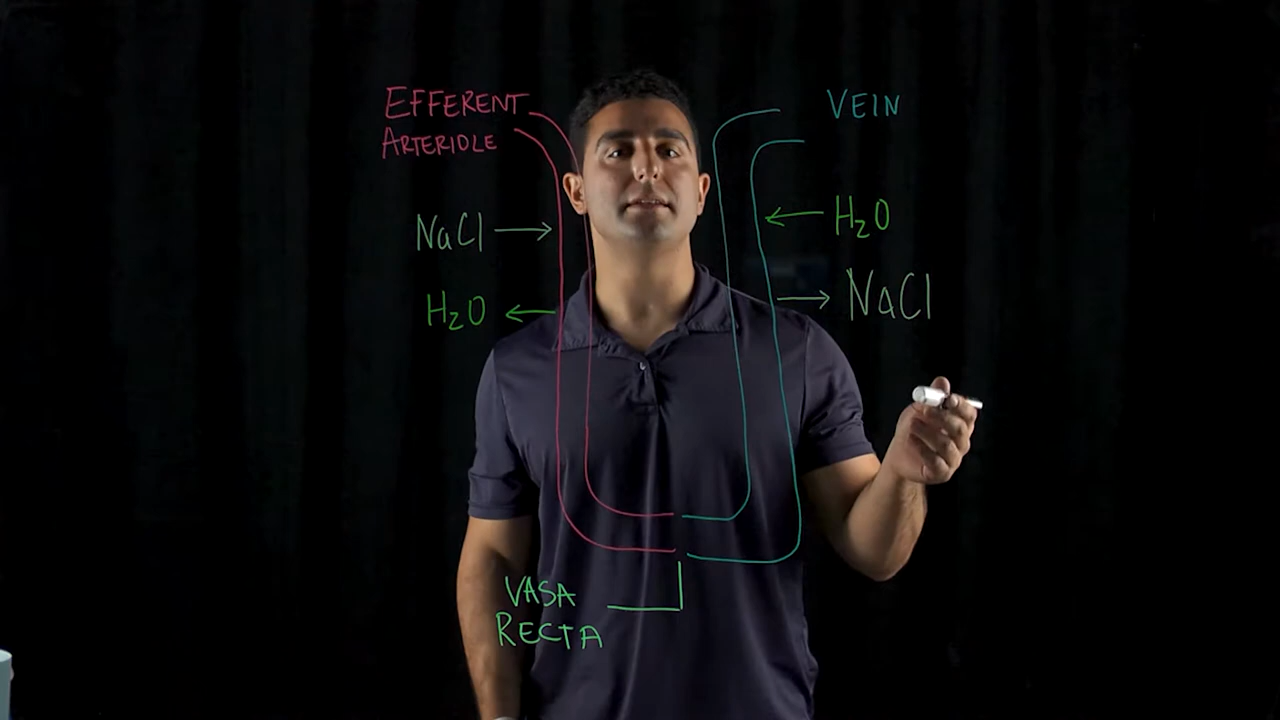 EFFERENT
ARTERIOLE
VEIN
NaCl →
← H₂O
H₂O ←
→ NaCl
VASA
RECTA